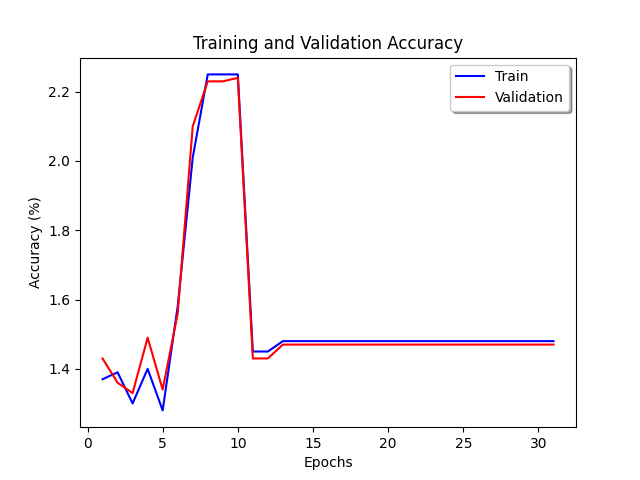 Training and Validation Accuracy
Train
Validation
2.2
2.0
1.8
1.6
1.4
Accuracy (%)
0 5 10 15 20 25 30
Epochs